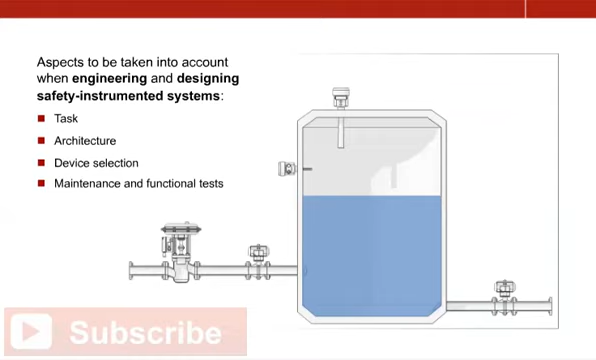 Aspects to be taken into account
when engineering and designing
safety-instrumented systems:
Task
Architecture
Device selection
Maintenance and functional tests
Subscribe